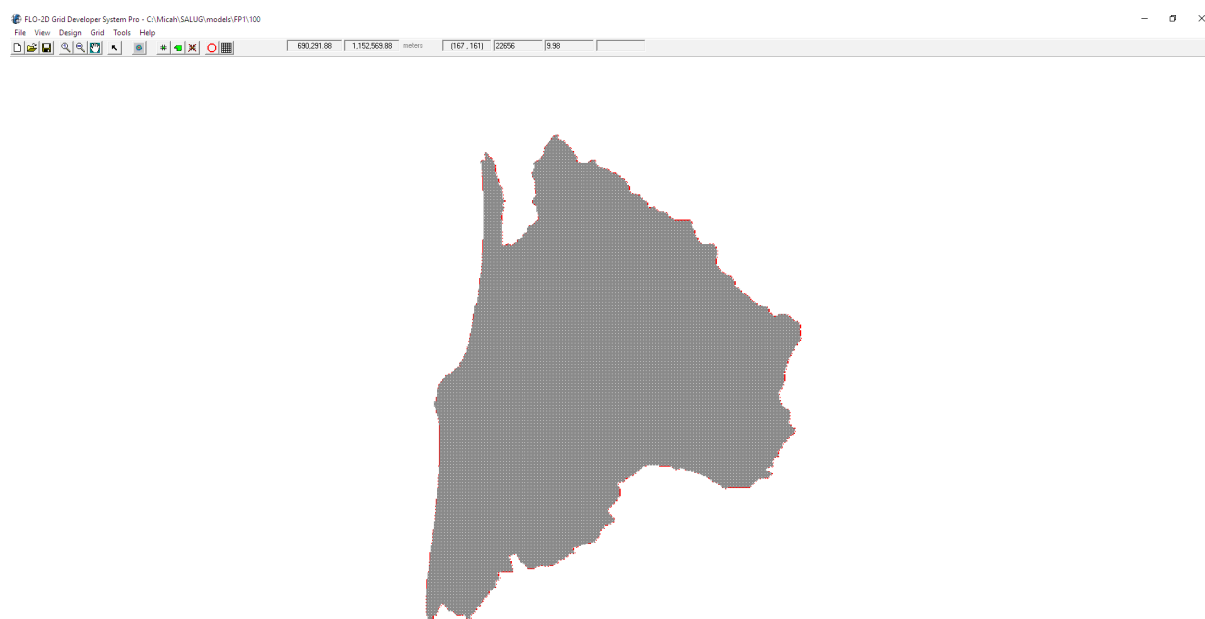 FLO-2D Grid Developer System Pro - C:\Micah\SALUG\models\FP1\100
File View Design Grid Tools Help
690,291.88 1,152,569.88 meters (167 , 161) 22656 9.98